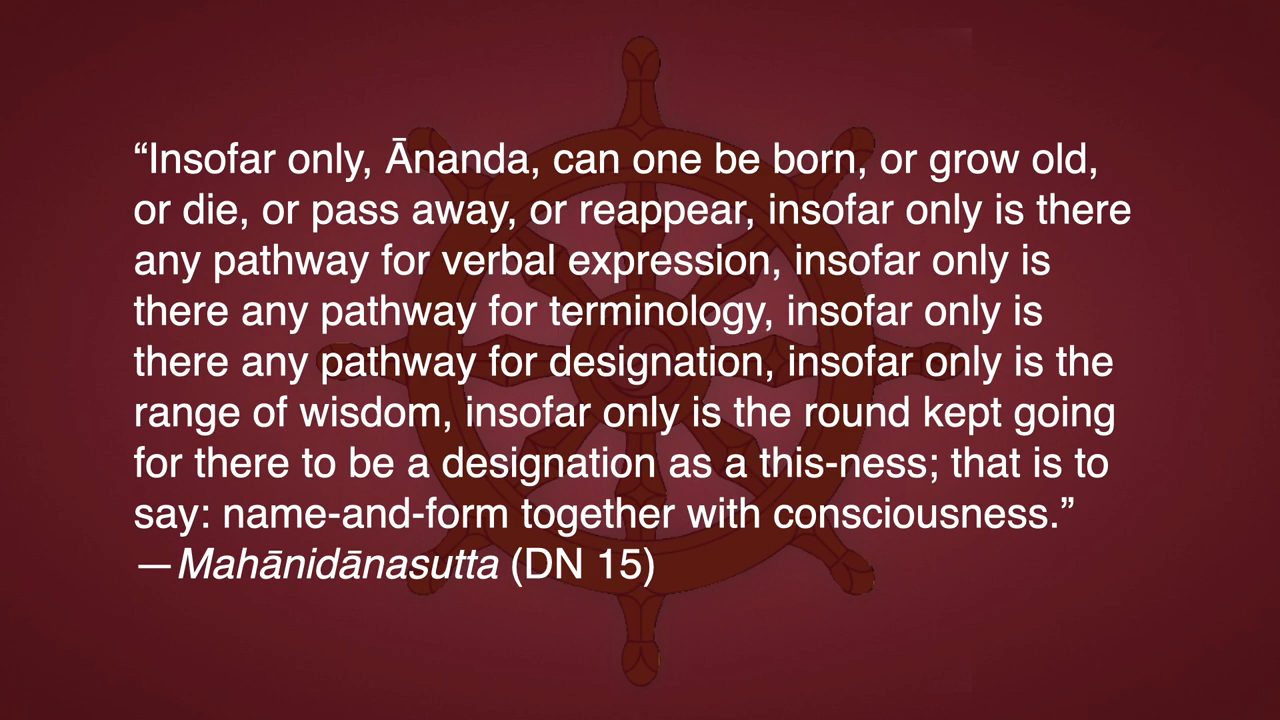 “Insofar only, Ānanda, can one be born, or grow old,
or die, or pass away, or reappear, insofar only is there
any pathway for verbal expression, insofar only is
there any pathway for terminology, insofar only is
there any pathway for designation, insofar only is the
range of wisdom, insofar only is the round kept going
for there to be a designation as a this-ness; that is to
say: name-and-form together with consciousness.”
—Mahānidānasutta (DN 15)